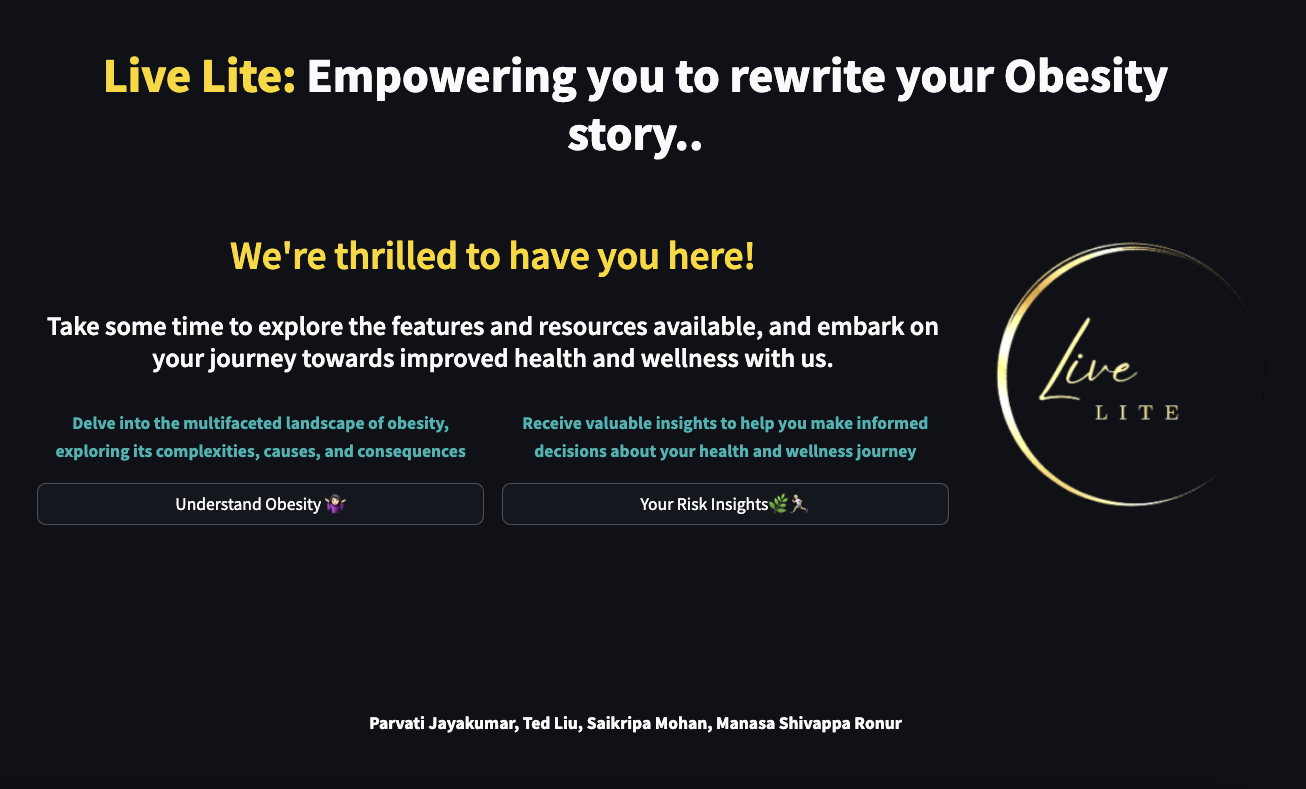 Live Lite: Empowering you to rewrite your Obesity
story..
We're thrilled to have you here!
Take some time to explore the features and resources available, and embark on
your journey towards improved health and wellness with us.
Delve into the multifaceted landscape of obesity,
exploring its complexities, causes, and consequences
Understand Obesity 🤷🏻‍♀️
Receive valuable insights to help you make informed
decisions about your health and wellness journey
Your Risk Insights🌿🏃🏻‍♀️
Live
LITE
Parvati Jayakumar, Ted Liu, Saikripa Mohan, Manasa Shivappa Ronur